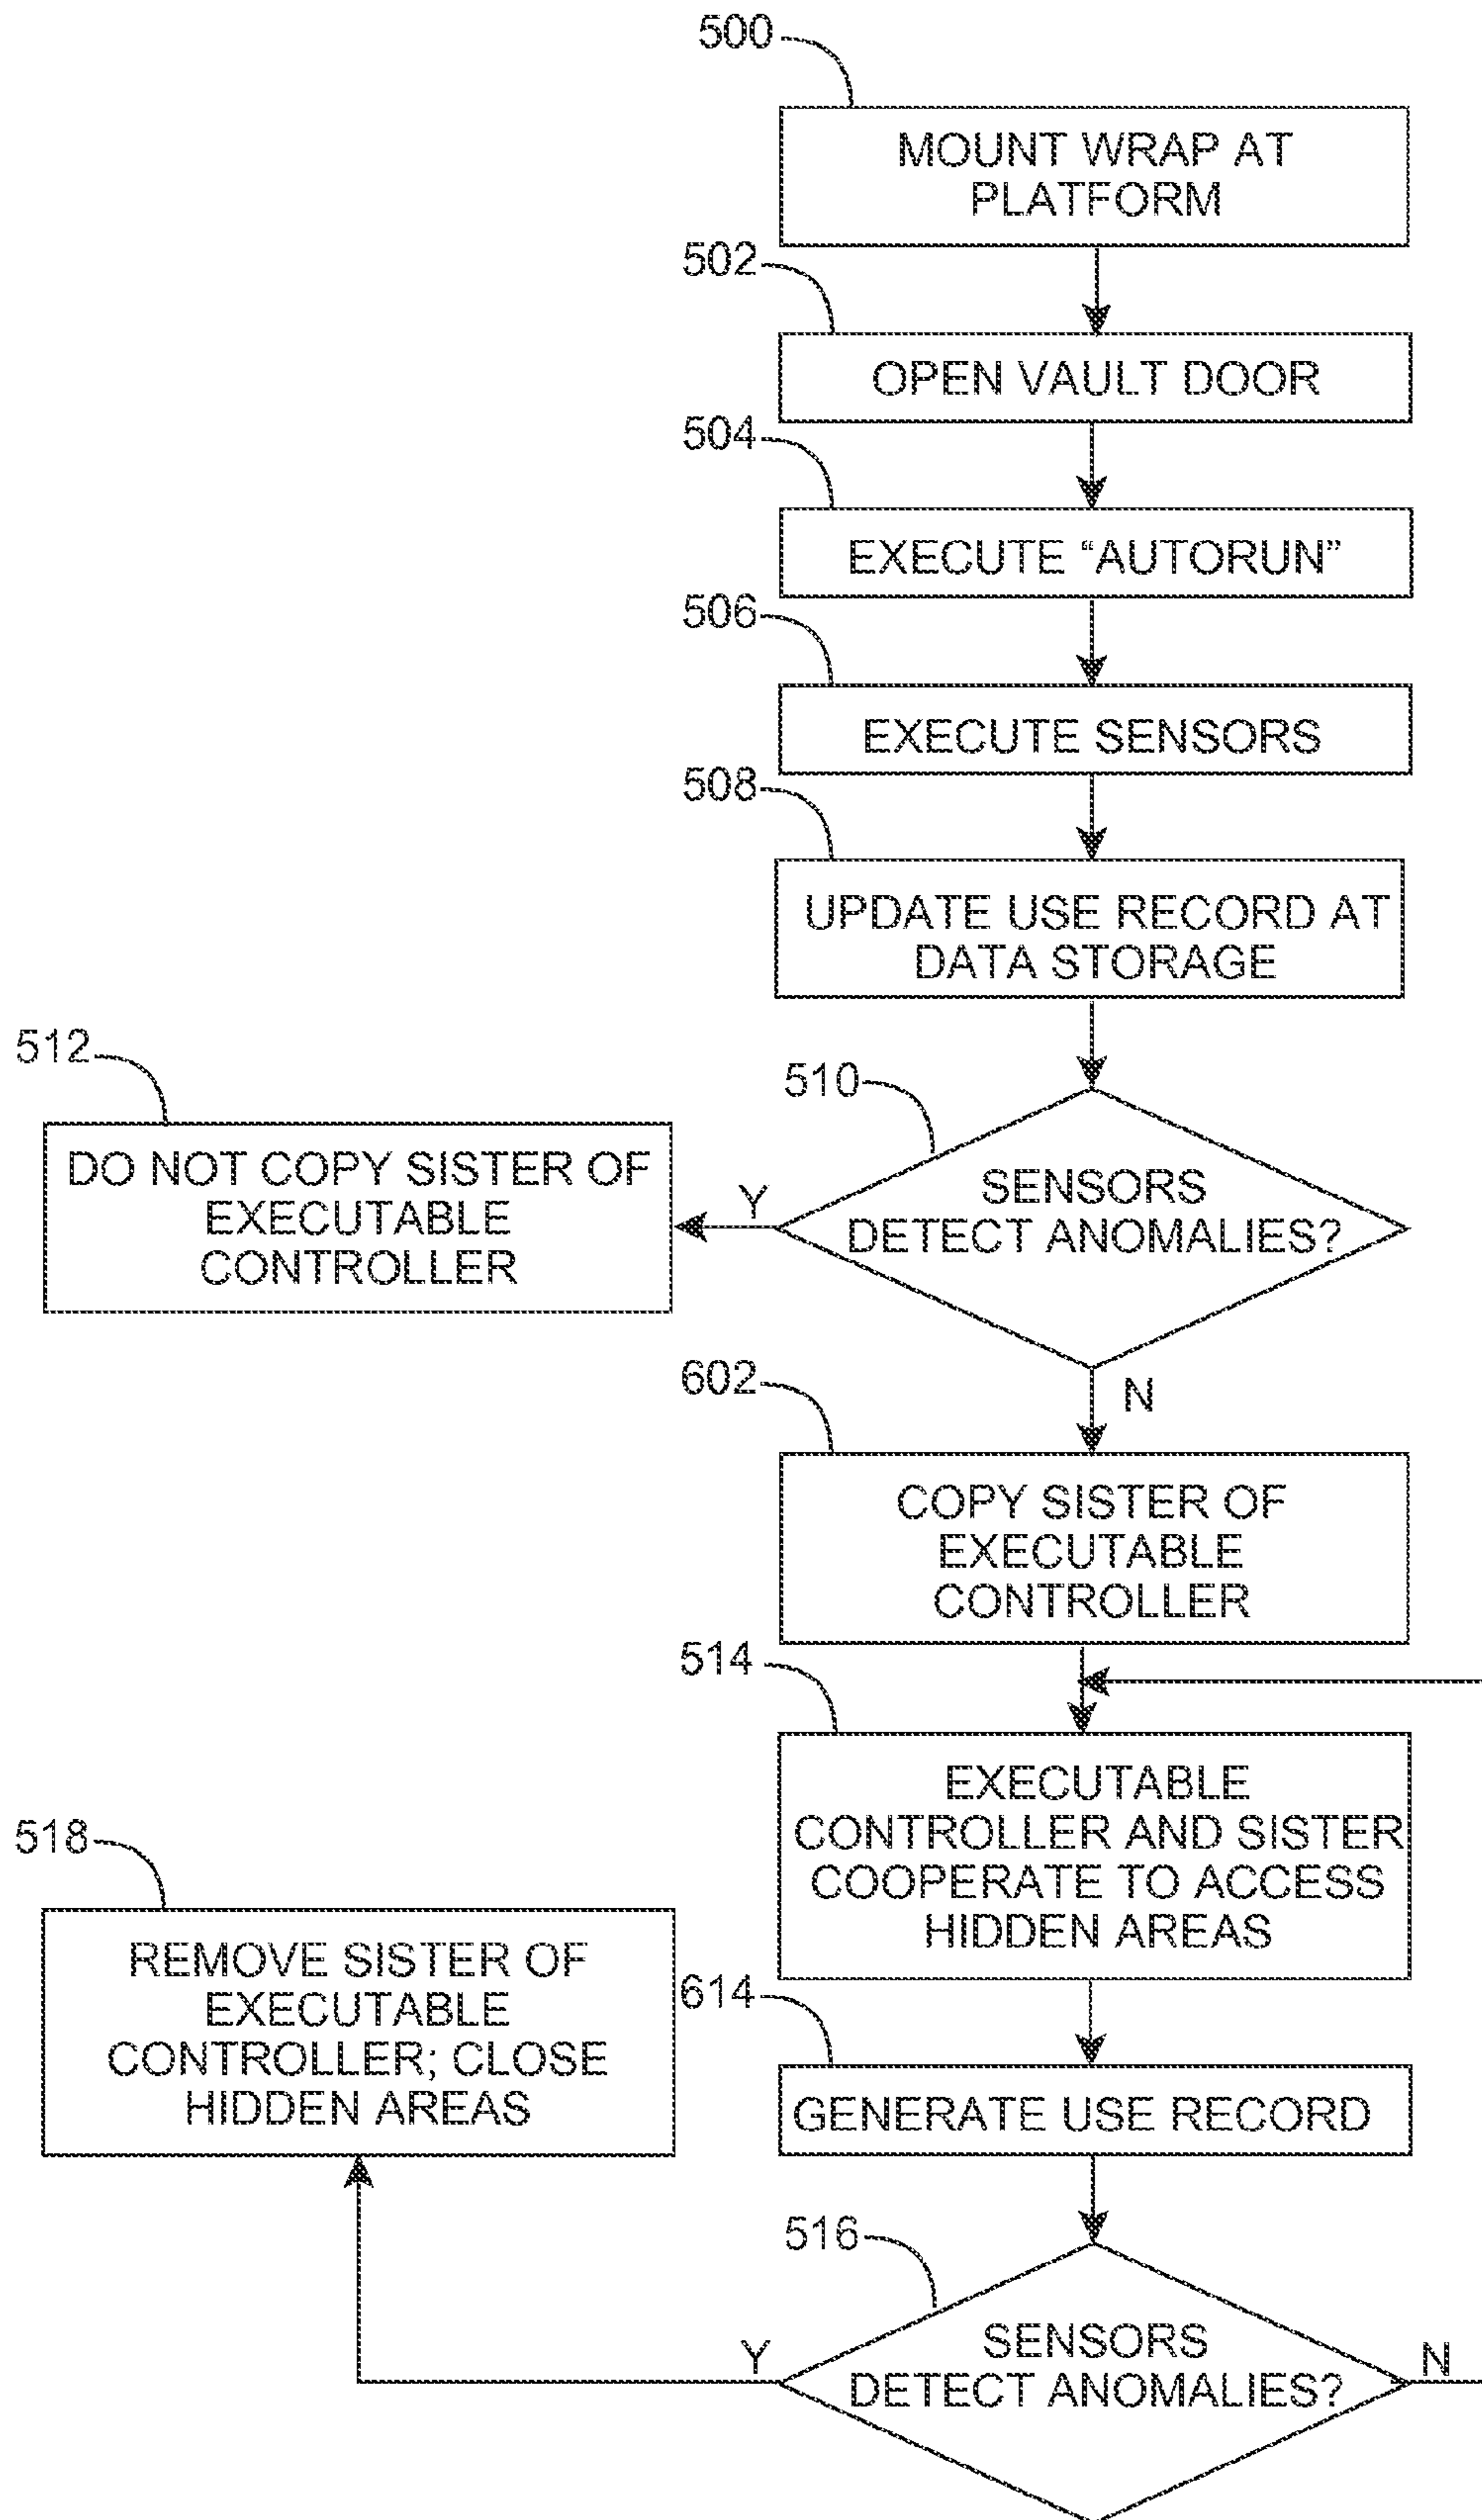 500
MOUNT WRAP AT
PLATFORM
502
OPEN VAULT DOOR
504
EXECUTE “AUTORUN”
506
EXECUTE SENSORS
508
UPDATE USE RECORD AT
DATA STORAGE
510
SENSORS
DETECT ANOMALIES?
Y
512
DO NOT COPY SISTER OF
EXECUTABLE
CONTROLLER
N
602
COPY SISTER OF
EXECUTABLE
CONTROLLER
514
EXECUTABLE
CONTROLLER AND SISTER
COOPERATE TO ACCESS
HIDDEN AREAS
614
GENERATE USE RECORD
516
SENSORS
DETECT ANOMALIES?
Y
N
518
REMOVE SISTER OF
EXECUTABLE
CONTROLLER; CLOSE
HIDDEN AREAS